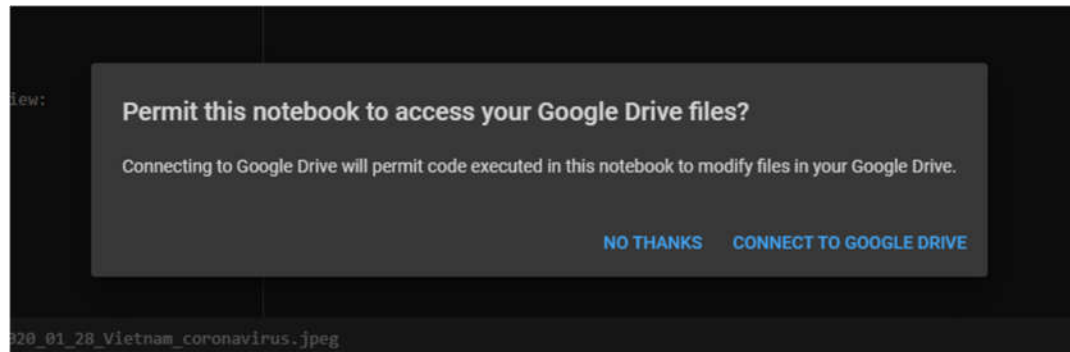 iew:
Permit this notebook to access your Google Drive files?
Connecting to Google Drive will permit code executed in this notebook to modify files in your Google Drive.
NO THANKS CONNECT TO GOOGLE DRIVE
020_01_28_Vietnam_coronavirus.jpeg